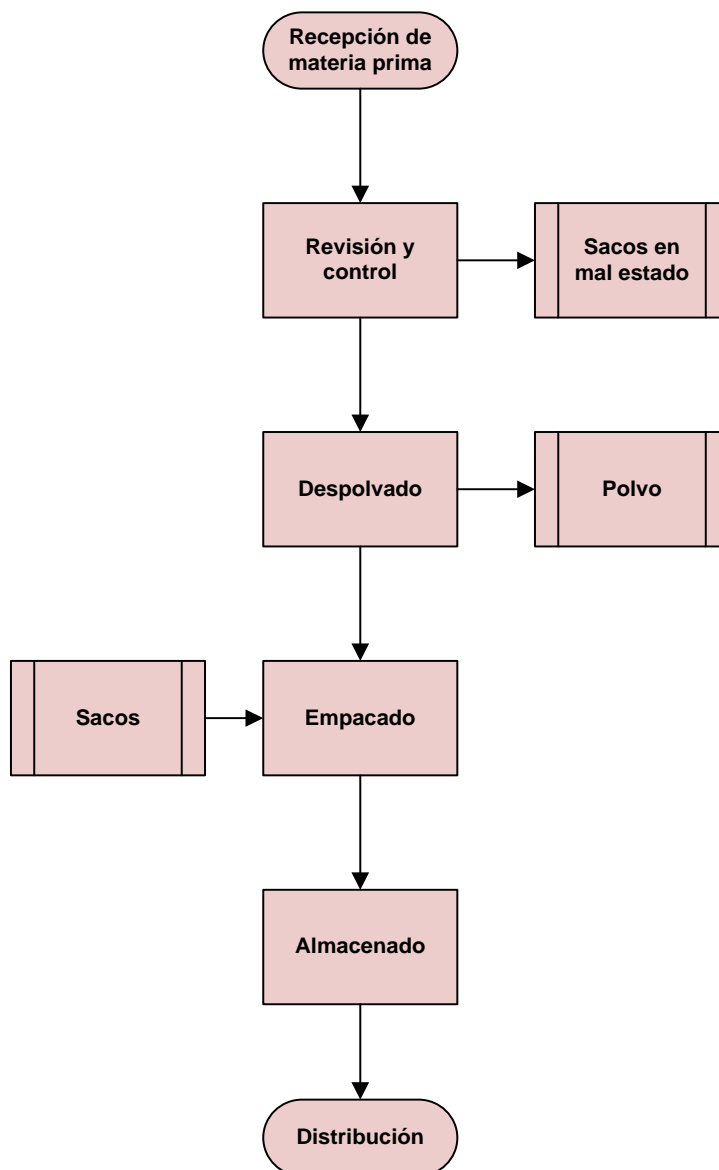 Recepción de
materia prima
Revisión y
control
Sacos en
mal estado
Despolvado
Polvo
Sacos
Empacado
Almacenado
Distribución